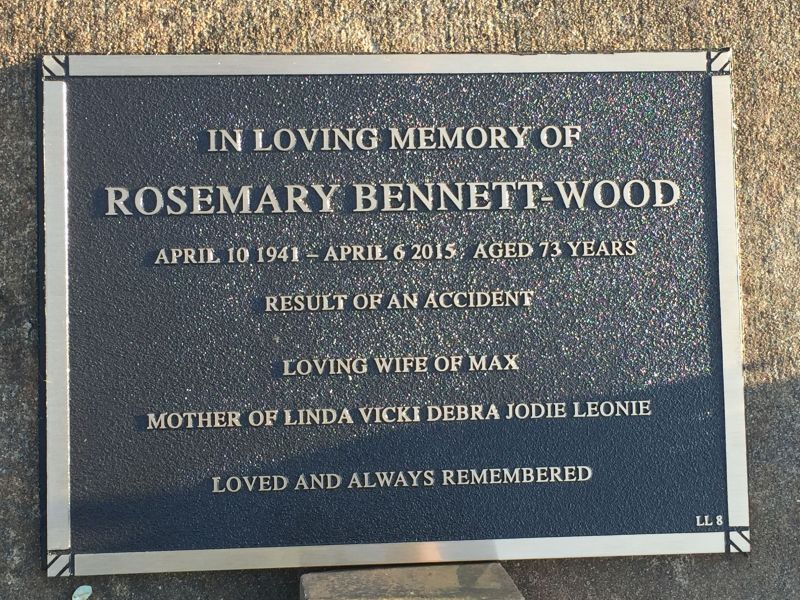 IN LOVING MEMORY OF
ROSEMARY BENNETT-WOOD
APRIL 10 1941 – APRIL 6 2015 AGED 73 YEARS
RESULT OF AN ACCIDENT
LOVING WIFE OF MAX
MOTHER OF LINDA VICKI DEBRA JODIE LEONIE
LOVED AND ALWAYS REMEMBERED
LL 8